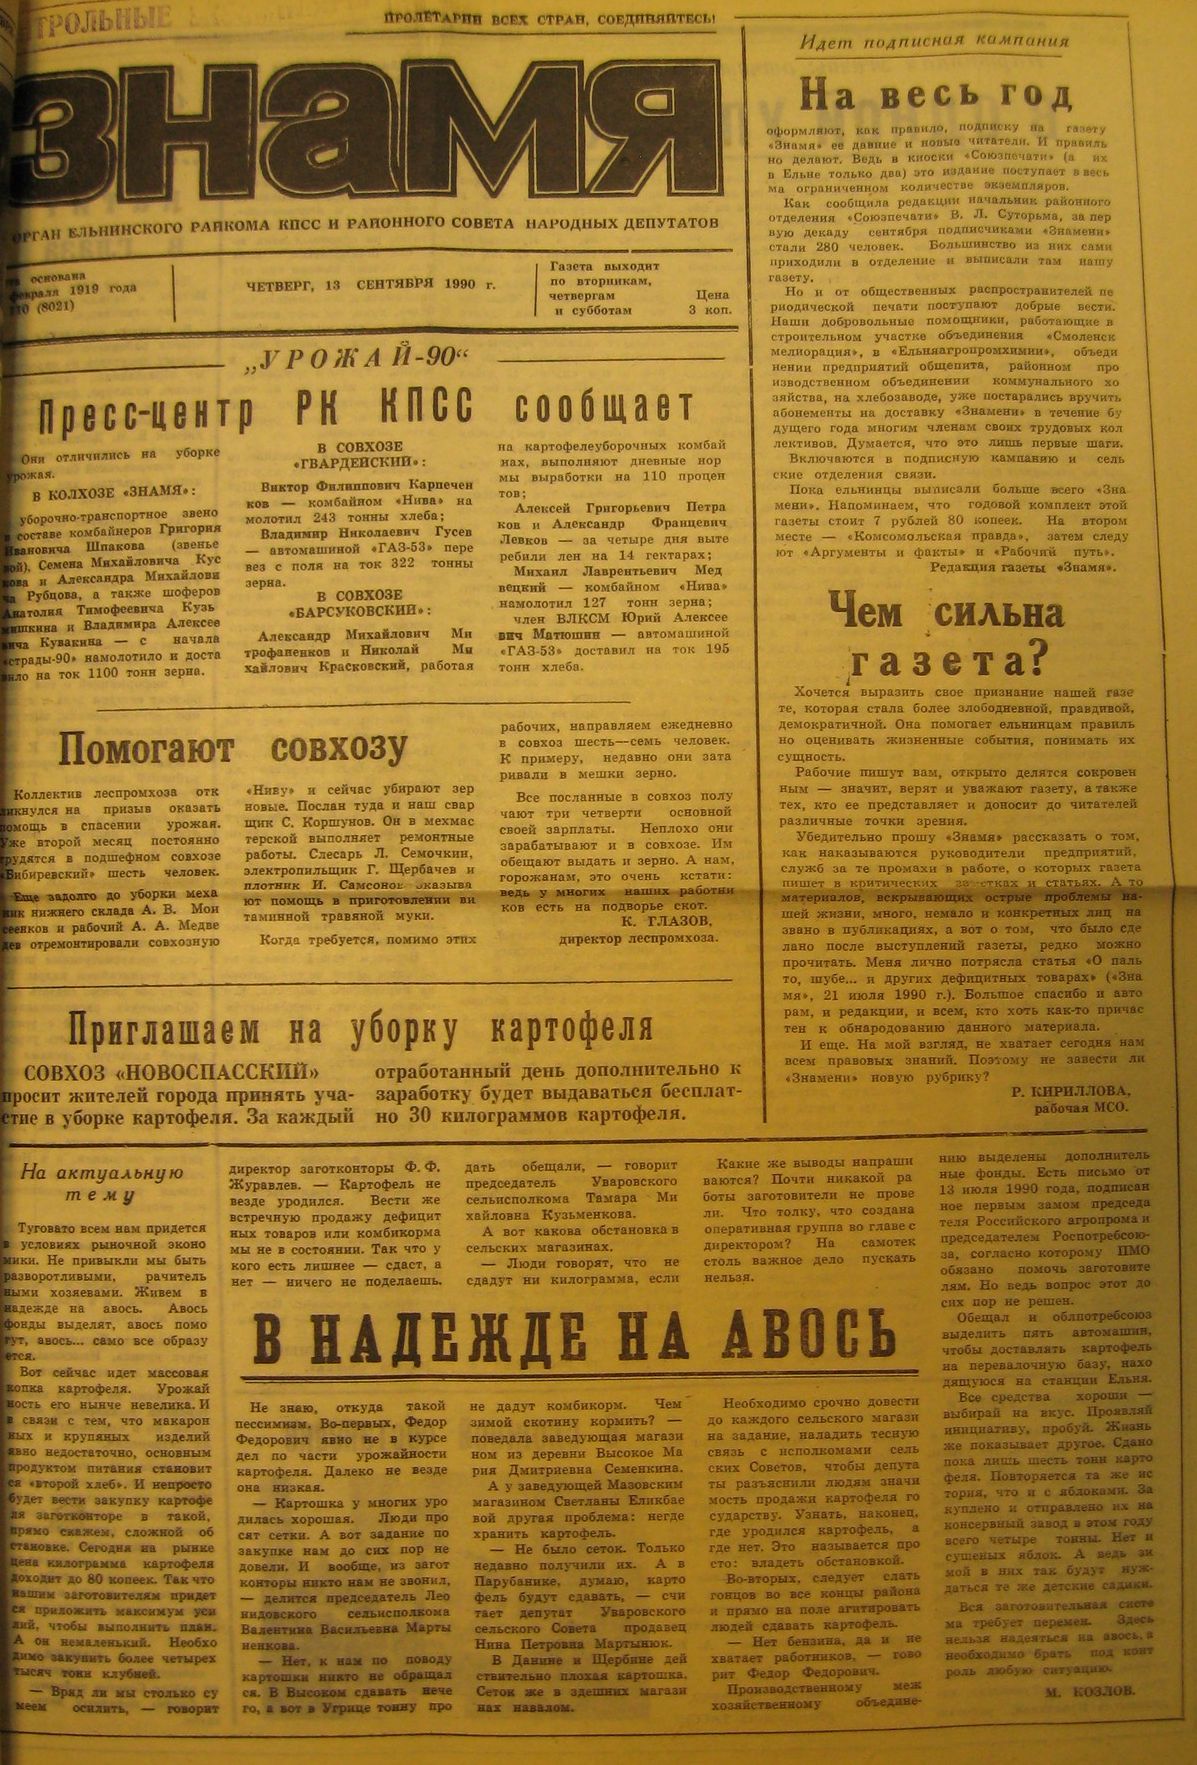 ТРОЛЬНЫЕ
ПРОЛЕТАРИИ ВСЕХ СТРАН, СОЕДИНЯЙТЕСЬ!
ЗНАМЯ
ОРГАН ЕЛЬНИНСКОГО РАЙКОМА КПСС И РАЙОННОГО СОВЕТА НАРОДНЫХ ДЕПУТАТОВ
основана
февраля 1919 года
(8021)
ЧЕТВЕРГ, 13 СЕНТЯБРЯ 1990 г.
Газета выходит
по вторникам,
четвергам
и субботам
Цена
3 коп.
„УРОЖАЙ-90“
Пресс-центр РК КПСС сообщает
Они отличились на уборке
урожая.
В КОЛХОЗЕ «ЗНАМЯ»:
уборочно-транспортное звено
в составе комбайнеров Григория
Ивановича Шпакова (звенье
вой), Семена Михайловича Кус
кова и Александра Михайлови
ча Рубцова, а также шоферов
Анатолия Тимофеевича Кузь
мишкина и Владимира Алексее
вича Кувакина — с начала
«страды-90» намолотило и доста
вило на ток 1100 тонн зерна.
В СОВХОЗЕ
«ГВАРДЕЙСКИЙ»:
Виктор Филиппович Карпечен
ков — комбайном «Нива» на
молотил 243 тонны хлеба;
Владимир Николаевич Гусев
— автомашиной «ГАЗ-53» пере
вез с поля на ток 322 тонны
зерна.
В СОВХОЗЕ
«БАРСУКОВСКИЙ»:
Александр Михайлович Ми
трофаненков и Николай Ми
хайлович Красковский, работая
на картофелеуборочных комбай
нах, выполняют дневные нор
мы выработки на 110 процен
тов;
Алексей Григорьевич Петра
ков и Александр Францевич
Левков — за четыре дня выте
ребили лен на 14 гектарах;
Михаил Лаврентьевич Мед
вецкий — комбайном «Нива»
намолотил 127 тонн зерна;
член ВЛКСМ Юрий Алексее
вич Матюшин — автомашиной
«ГАЗ-53» доставил на ток 195
тонн хлеба.
Помогают совхозу
Коллектив леспромхоза отк
ликнулся на призыв оказать
помощь в спасении урожая.
Уже второй месяц постоянно
трудятся в подшефном совхозе
«Бибиревский» шесть человек.
Еще задолго до уборки меха
ник нижнего склада А. В. Мои
сеенков и рабочий А. А. Медве
дев отремонтировали совхозную
«Ниву» и сейчас убирают зер
новые. Послан туда и наш свар
щик С. Коршунов. Он в мехмас
терской выполняет ремонтные
работы. Слесарь Л. Семочкин,
электропильщик Г. Щербачев и
плотник И. Самсонов оказыва
ют помощь в приготовлении ви
таминной травяной муки.
Когда требуется, помимо этих
рабочих, направляем ежедневно
в совхоз шесть—семь человек.
К примеру, недавно они зата
ривали в мешки зерно.
Все посланные в совхоз полу
чают три четверти основной
своей зарплаты. Неплохо они
зарабатывают и в совхозе. Им
обещают выдать и зерно. А нам,
горожанам, это очень кстати:
ведь у многих наших работни
ков есть на подворье скот.
К. ГЛАЗОВ,
директор леспромхоза.
Приглашаем на уборку картофеля
СОВХОЗ «НОВОСПАССКИЙ»
просит жителей города принять уча-
стие в уборке картофеля. За каждый
отработанный день дополнительно к
заработку будет выдаваться бесплат-
но 30 килограммов картофеля.
Идет подписная кампания
На весь год
оформляют, как правило, подписку на газету
«Знамя» ее давние и новые читатели. И правиль
но делают. Ведь в киоски «Союзпечати» (а их
в Ельне только два) это издание поступает в весь
ма ограниченном количестве экземпляров.
Как сообщила редакции начальник районного
отделения «Союзпечати» В. Л. Суторьма, за пер
вую декаду сентября подписчиками «Знамени»
стали 280 человек. Большинство из них сами
приходили в отделение и выписали там нашу
газету.
Но и от общественных распространителей пе
риодической печати поступают добрые вести.
Наши добровольные помощники, работающие в
строительном участке объединения «Смоленск
мелиорация», в «Ельняагропромхимии», объеди
нении предприятий общепита, районном про
изводственном объединении коммунального хо
зяйства, на хлебозаводе, уже постарались вручить
абонементы на доставку «Знамени» в течение бу
дущего года многим членам своих трудовых кол
лективов. Думается, что это лишь первые шаги.
Включаются в подписную кампанию и сель
ские отделения связи.
Пока ельнинцы выписали больше всего «Зна
мени». Напоминаем, что годовой комплект этой
газеты стоит 7 рублей 80 копеек. На втором
месте — «Комсомольская правда», затем следу
ют «Аргументы и факты» и «Рабочий путь».
Редакция газеты «Знамя».
Чем сильна
газета?
Хочется выразить свое признание нашей газе
те, которая стала более злободневной, правдивой,
демократичной. Она помогает ельнинцам правиль
но оценивать жизненные события, понимать их
сущность.
Рабочие пишут вам, открыто делятся сокровен
ным — значит, верят и уважают газету, а также
тех, кто ее представляет и доносит до читателей
различные точки зрения.
Убедительно прошу «Знамя» рассказать о том,
как наказываются руководители предприятий,
служб за те промахи в работе, о которых газета
пишет в критических заметках и статьях. А то
материалов, вскрывающих острые проблемы на-
шей жизни, много, немало и конкретных лиц на
звано в публикациях, а вот о том, что было сде
лано после выступлений газеты, редко можно
прочитать. Меня лично потрясла статья «О паль
то, шубе... и других дефицитных товарах» («Зна
мя», 21 июля 1990 г.). Большое спасибо и авто
рам, и редакции, и всем, кто хоть как-то причас
тен к обнародованию данного материала.
И еще. На мой взгляд, не хватает сегодня нам
всем правовых знаний. Поэтому не завести ли
«Знамени» новую рубрику?
Р. КИРИЛЛОВА,
рабочая МСО.
На актуальную
тему
Туговато всем нам придется
в условиях рыночной эконо
мики. Не привыкли мы быть
разворотливыми, рачитель
ными хозяевами. Живем в
надежде на авось. Авось
фонды выделят, авось помо
гут, авось... само все образу
ется.
Вот сейчас идет массовая
копка картофеля. Урожай
ность его нынче невелика. И
в связи с тем, что макарон
ных и крупяных изделий
явно недостаточно, основным
продуктом питания становит
ся «второй хлеб». И непросто
будет вести закупку картофе
ля заготконторе в такой,
прямо скажем, сложной об
становке. Сегодня на рынке
цена килограмма картофеля
доходит до 80 копеек. Так что
нашим заготовителям придет
ся приложить максимум уси
лий, чтобы выполнить план.
А он немаленький. Необхо
димо закупить более четырех
тысяч тонн клубней.
— Вряд ли мы столько су
меем осилить, — говорит
директор заготконторы Ф. Ф.
Журавлев. — Картофель не
везде уродился. Вести же
встречную продажу дефицит
ных товаров или комбикорма
мы не в состоянии. Так что у
кого есть лишнее — сдаст, а
нет — ничего не поделаешь.
В НАДЕЖДЕ НА АВОСЬ
Не знаю, откуда такой
пессимизм. Во-первых, Федор
Федорович явно не в курсе
дел по части урожайности
картофеля. Далеко не везде
она низкая.
— Картошка у многих уро
дилась хорошая. Люди про
сят сетки. А вот задание по
закупке нам до сих пор не
довели. И вообще, из загот
конторы никто нам не звонил,
— делится председатель Лео
нидовского сельисполкома
Валентина Васильевна Марты
ненкова.
— Нет, к нам по поводу
картошки никто не обращал
ся. В Высоком сдавать нече
го, а вот в Угрице тонну про
дать обещали, — говорит
председатель Уваровского
сельисполкома Тамара Ми
хайловна Кузьменкова.
А вот какова обстановка в
сельских магазинах.
— Люди говорят, что не
сдадут ни килограмма, если
не дадут комбикорм. Чем
зимой скотину кормить? —
поведала заведующая магази
ном из деревни Высокое Ма
рия Дмитриевна Семенкина.
А у заведующей Мазовским
магазином Светланы Еликбае
вой другая проблема: негде
хранить картофель.
— Не было сеток. Только
недавно получили их. А в
Парубанике, думаю, карто
фель будут сдавать, — счи
тает депутат Уваровского
сельского Совета продавец
Нина Петровна Мартынюк.
В Данине и Щербине дей
ствительно плохая картошка.
Сеток же в здешних магази
нах навалом.
Какие же выводы напраши
ваются? Почти никакой ра
боты заготовители не прове
ли. Что толку, что создана
оперативная группа во главе с
директором? На самотек
столь важное дело пускать
нельзя.
Необходимо срочно довести
до каждого сельского магази
на задание, наладить тесную
связь с исполкомами сель
ских Советов, чтобы депута
ты разъяснили людям значи
мость продажи картофеля го
сударству. Узнать, наконец,
где уродился картофель, а
где нет. Это называется про
сто: владеть обстановкой.
Во-вторых, следует слать
гонцов во все концы района
и прямо на поле агитировать
людей сдавать картофель.
— Нет бензина, да и не
хватает работников, — гово
рит Федор Федорович.
Производственному меж
хозяйственному объедине-
нию выделены дополнитель
ные фонды. Есть письмо от
13 июля 1990 года, подписан
ное первым замом председа
теля Российского агропрома и
председателем Роспотребсою-
за, согласно которому ПМО
обязано помочь заготовите
лям. Но ведь вопрос этот до
сих пор не решен.
Обещал и облпотребсоюз
выделить пять автомашин,
чтобы доставлять картофель
на перевалочную базу, нахо
дящуюся на станции Ельня.
Все средства хороши —
выбирай на вкус. Проявляй
инициативу, пробуй. Жизнь
же показывает другое. Сдано
пока лишь шесть тонн карто
феля. Повторяется та же ис
тория, что и с яблоками. За
куплено и отправлено их на
консервный завод в этом году
всего четыре тонны. Нет и
сушеных яблок. А ведь зи
мой в них так будут нуж-
даться те же детские садики.
Вся заготовительная систе
ма требует перемен. Здесь
нельзя надеяться на авось, а
необходимо брать под конт
роль любую ситуацию.
М. КОЗЛОВ.